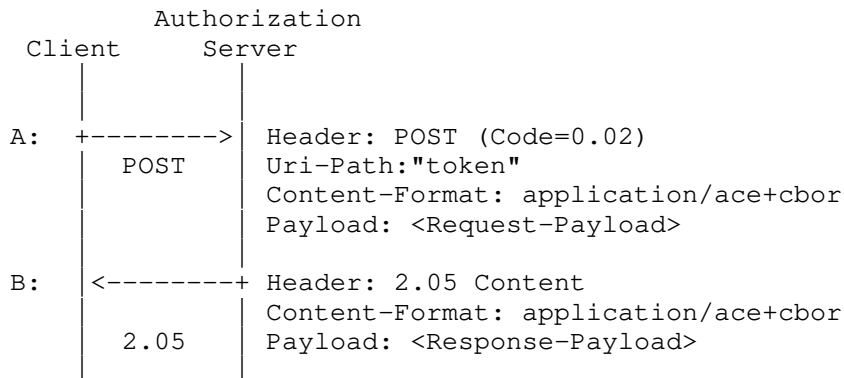 Authorization
Client Server
A: +--------> Header: POST (Code=0.02)
POST Uri-Path:"token"
Content-Format: application/ace+cbor
Payload: <Request-Payload>
B: <--------+ Header: 2.05 Content
Content-Format: application/ace+cbor
2.05 Payload: <Response-Payload>